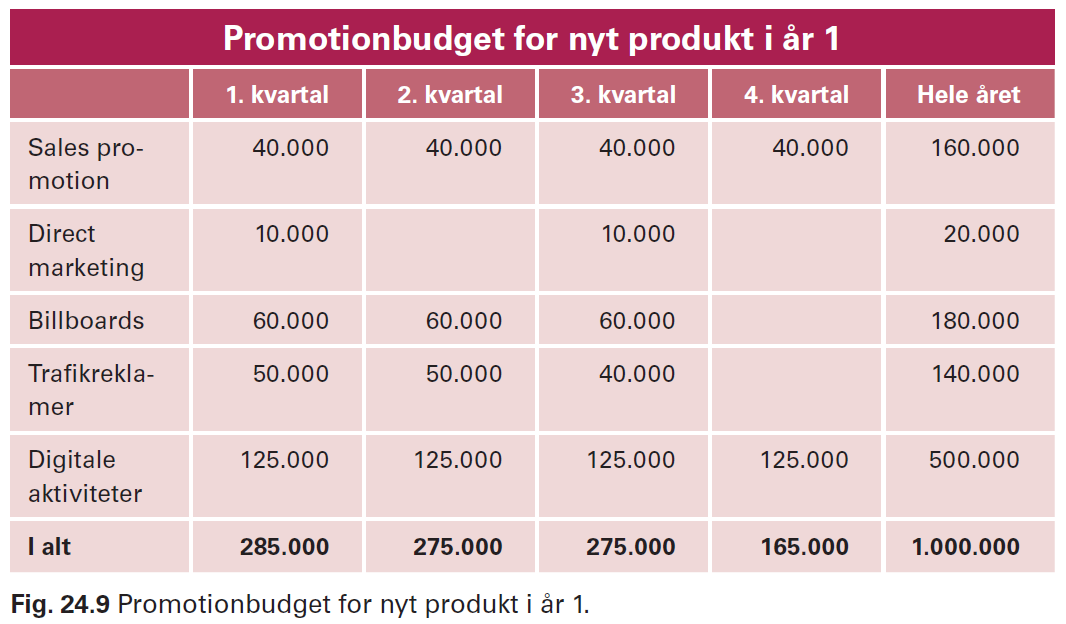 Promotionbudget for nyt produkt i år 1
1. kvartal 2. kvartal 3. kvartal 4. kvartal Hele året
Sales pro-
motion 40.000 40.000 40.000 40.000 160.000
Direct
marketing 10.000 10.000 20.000
Billboards 60.000 60.000 60.000 180.000
Trafikrekla-
mer 50.000 50.000 40.000 140.000
Digitale
aktiviteter 125.000 125.000 125.000 125.000 500.000
I alt 285.000 275.000 275.000 165.000 1.000.000
Fig. 24.9 Promotionbudget for nyt produkt i år 1.